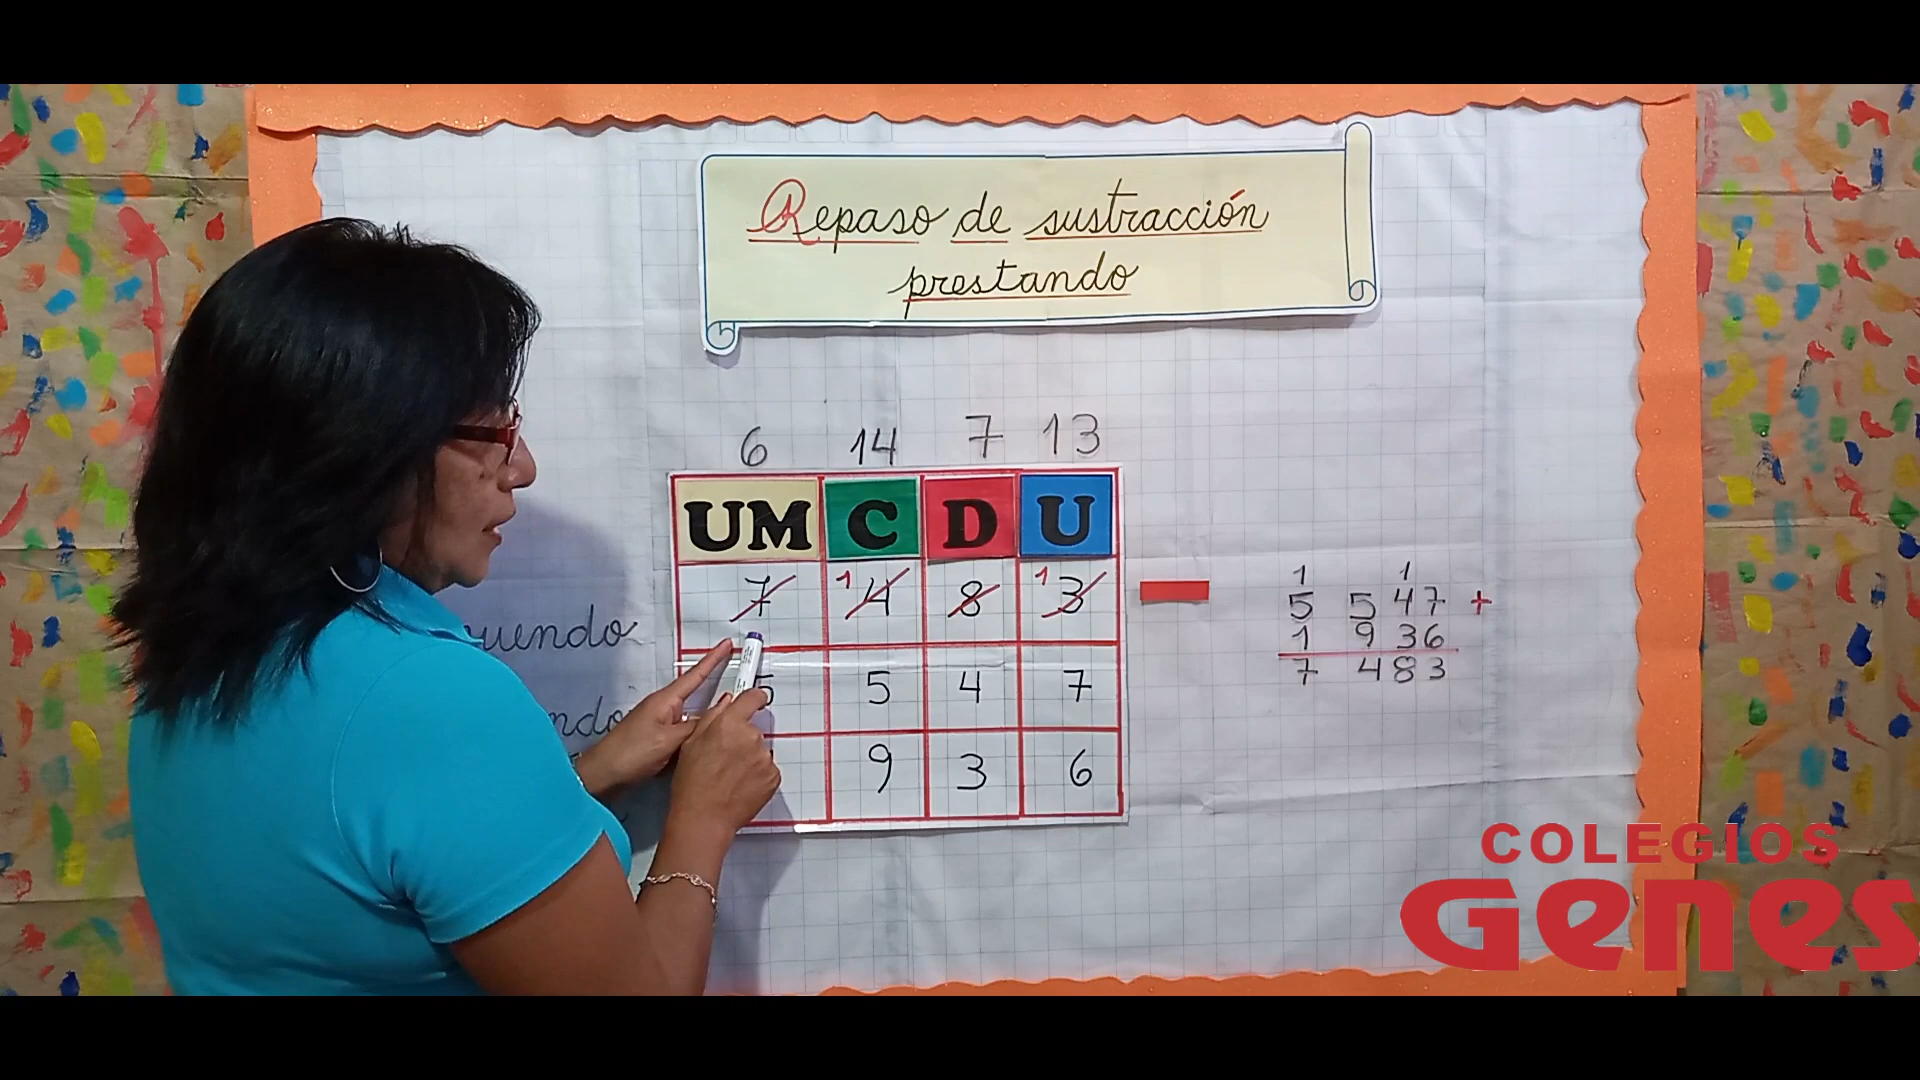 Repaso de sustracción
prestando
6 14 7 13
UM C D U
7 14 8 13
5 5 4 7
9 3 6
1 1
5 5 4 7 +
1 9 3 6
7 4 8 3
COLEGIOS
Genes